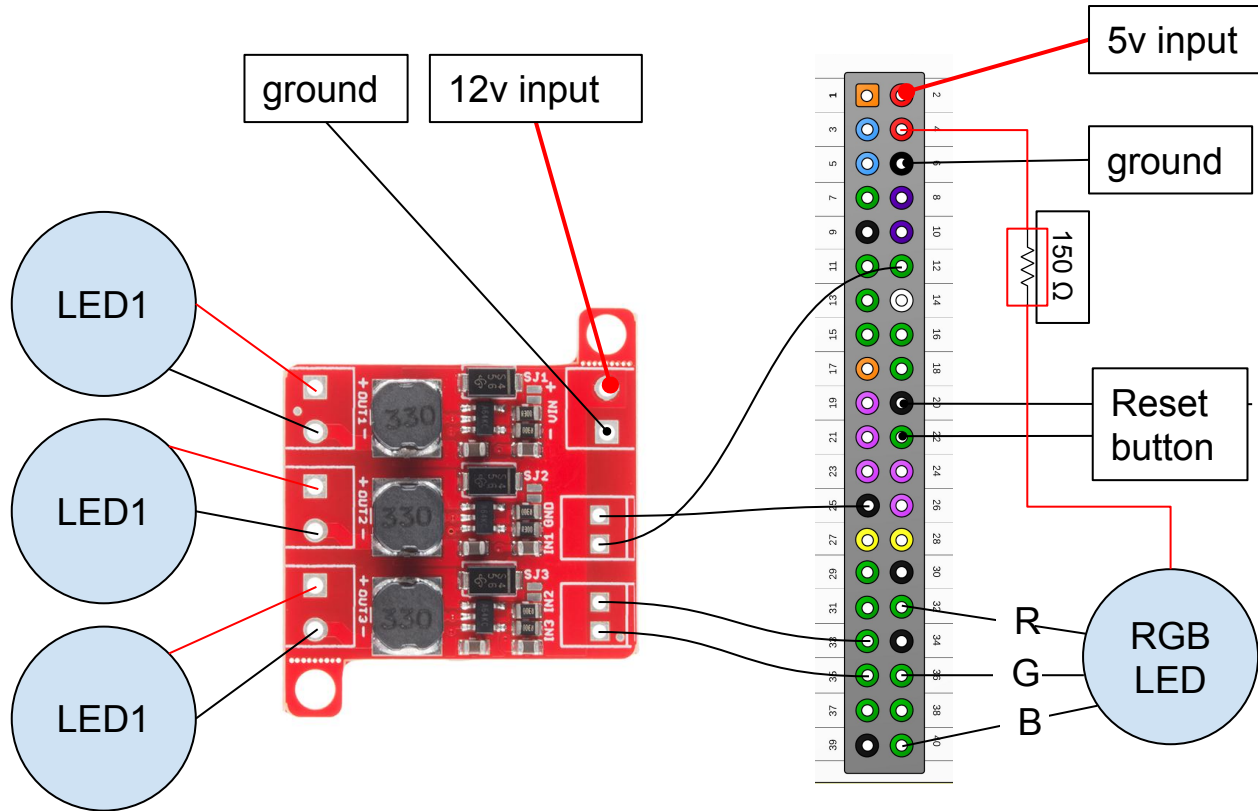 5v input
ground
12v input
1 2
3 4
ground
5 6
7 8
9 10
150 Ω
11 12
LED1
13 14
15 16
17 18
SJ1
+ OUT1 -
330
+ VIN -
19 20
Reset
button
21 22
LED1
SJ2
+ OUT2 -
330
GND
IN1
23 24
25 26
27 28
SJ3
+ OUT3 -
330
IN2
IN3
29 30
31 32
R
33 34
RGB
LED
G
35 36
LED1
37 38
B
39 40